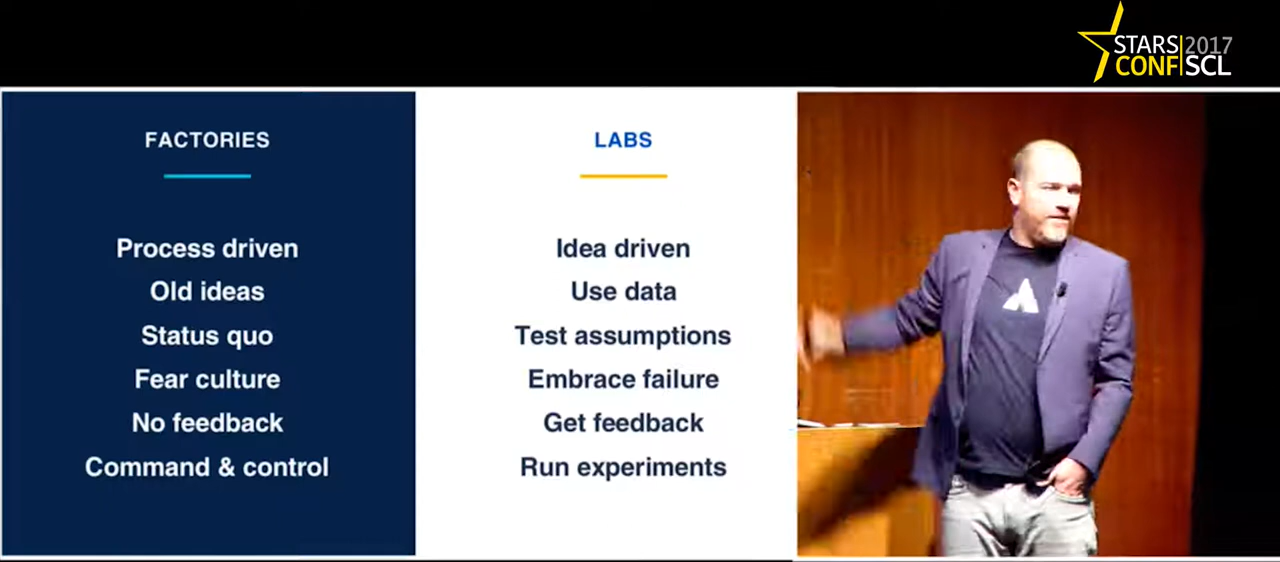 STARS 2017
CONF SCL
FACTORIES
Process driven
Old ideas
Status quo
Fear culture
No feedback
Command & control
LABS
Idea driven
Use data
Test assumptions
Embrace failure
Get feedback
Run experiments